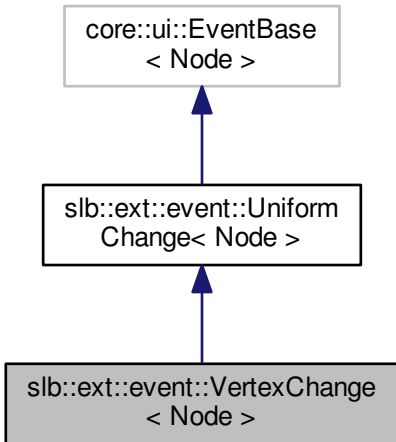 core::ui::EventBase
< Node >
slb::ext::event::Uniform
Change< Node >
slb::ext::event::VertexChange
< Node >